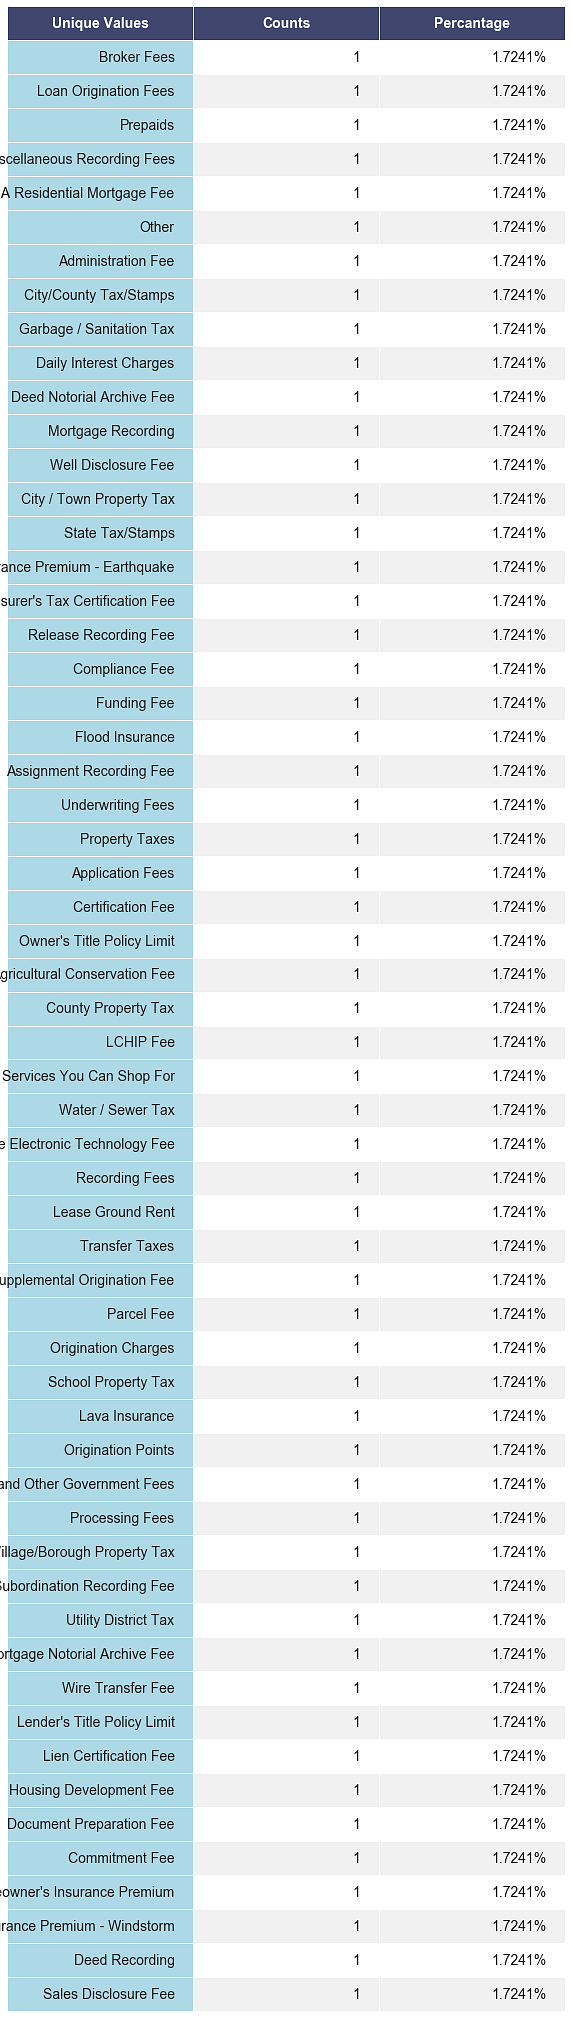 Unique Values Counts Percantage
Broker Fees 1 1.7241%
Loan Origination Fees 1 1.7241%
Prepaids 1 1.7241%
scellaneous Recording Fees 1 1.7241%
A Residential Mortgage Fee 1 1.7241%
Other 1 1.7241%
Administration Fee 1 1.7241%
City/County Tax/Stamps 1 1.7241%
Garbage / Sanitation Tax 1 1.7241%
Daily Interest Charges 1 1.7241%
Deed Notorial Archive Fee 1 1.7241%
Mortgage Recording 1 1.7241%
Well Disclosure Fee 1 1.7241%
City / Town Property Tax 1 1.7241%
State Tax/Stamps 1 1.7241%
rance Premium - Earthquake 1 1.7241%
surer's Tax Certification Fee 1 1.7241%
Release Recording Fee 1 1.7241%
Compliance Fee 1 1.7241%
Funding Fee 1 1.7241%
Flood Insurance 1 1.7241%
Assignment Recording Fee 1 1.7241%
Underwriting Fees 1 1.7241%
Property Taxes 1 1.7241%
Application Fees 1 1.7241%
Certification Fee 1 1.7241%
Owner's Title Policy Limit 1 1.7241%
gricultural Conservation Fee 1 1.7241%
County Property Tax 1 1.7241%
LCHIP Fee 1 1.7241%
Services You Can Shop For 1 1.7241%
Water / Sewer Tax 1 1.7241%
e Electronic Technology Fee 1 1.7241%
Recording Fees 1 1.7241%
Lease Ground Rent 1 1.7241%
Transfer Taxes 1 1.7241%
upplemental Origination Fee 1 1.7241%
Parcel Fee 1 1.7241%
Origination Charges 1 1.7241%
School Property Tax 1 1.7241%
Lava Insurance 1 1.7241%
Origination Points 1 1.7241%
and Other Government Fees 1 1.7241%
Processing Fees 1 1.7241%
illage/Borough Property Tax 1 1.7241%
Subordination Recording Fee 1 1.7241%
Utility District Tax 1 1.7241%
ortgage Notorial Archive Fee 1 1.7241%
Wire Transfer Fee 1 1.7241%
Lender's Title Policy Limit 1 1.7241%
Lien Certification Fee 1 1.7241%
Housing Development Fee 1 1.7241%
Document Preparation Fee 1 1.7241%
Commitment Fee 1 1.7241%
eowner's Insurance Premium 1 1.7241%
urance Premium - Windstorm 1 1.7241%
Deed Recording 1 1.7241%
Sales Disclosure Fee 1 1.7241%